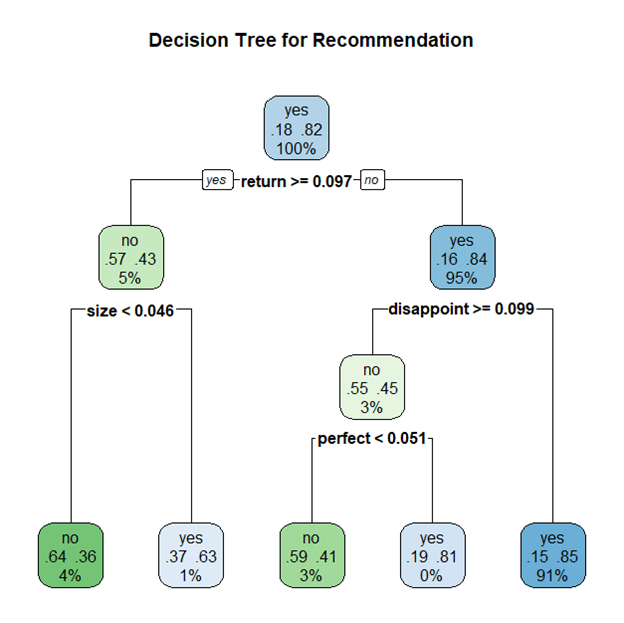 Decision Tree for Recommendation
yes
.18 .82
100%
yes
return >= 0.097
no
no
.57 .43
5%
yes
.16 .84
95%
size < 0.046
disappoint >= 0.099
no
.55 .45
3%
perfect < 0.051
no
.64 .36
4%
yes
.37 .63
1%
no
.59 .41
3%
yes
.19 .81
0%
yes
.15 .85
91%